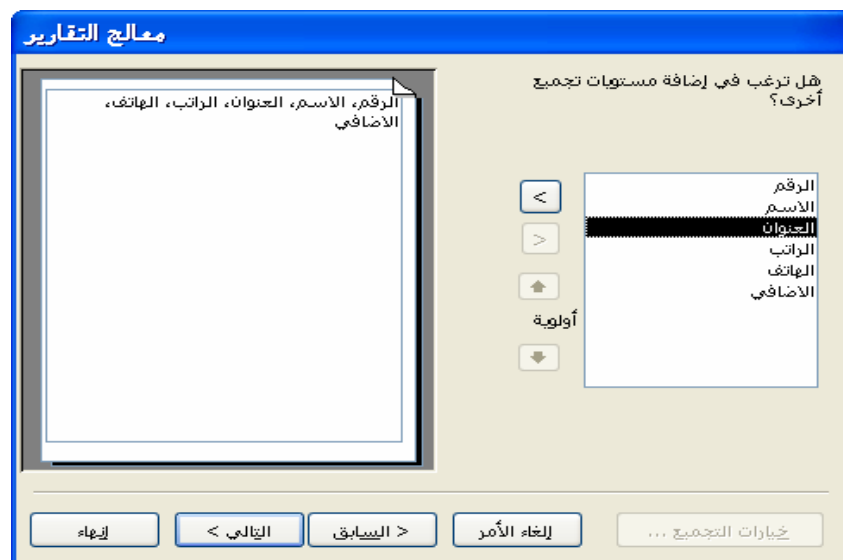 معالج التقارير
هل ترغب في إضافة مستويات تجميع
أخرى؟
الرقم
الاسم
العنوان
الراتب
الهاتف
الاضافي
>
<
أولوية
الرقم، الاسم، العنوان، الراتب، الهاتف،
الاضافي
خيارات التجميع ...
إلغاء الأمر
< السابق
التالي >
إنهاء